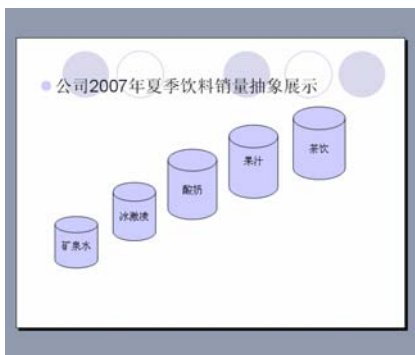 公司2007年夏季饮料销量抽象展示
茶饮
果汁
酸奶
冰激凌
矿泉水